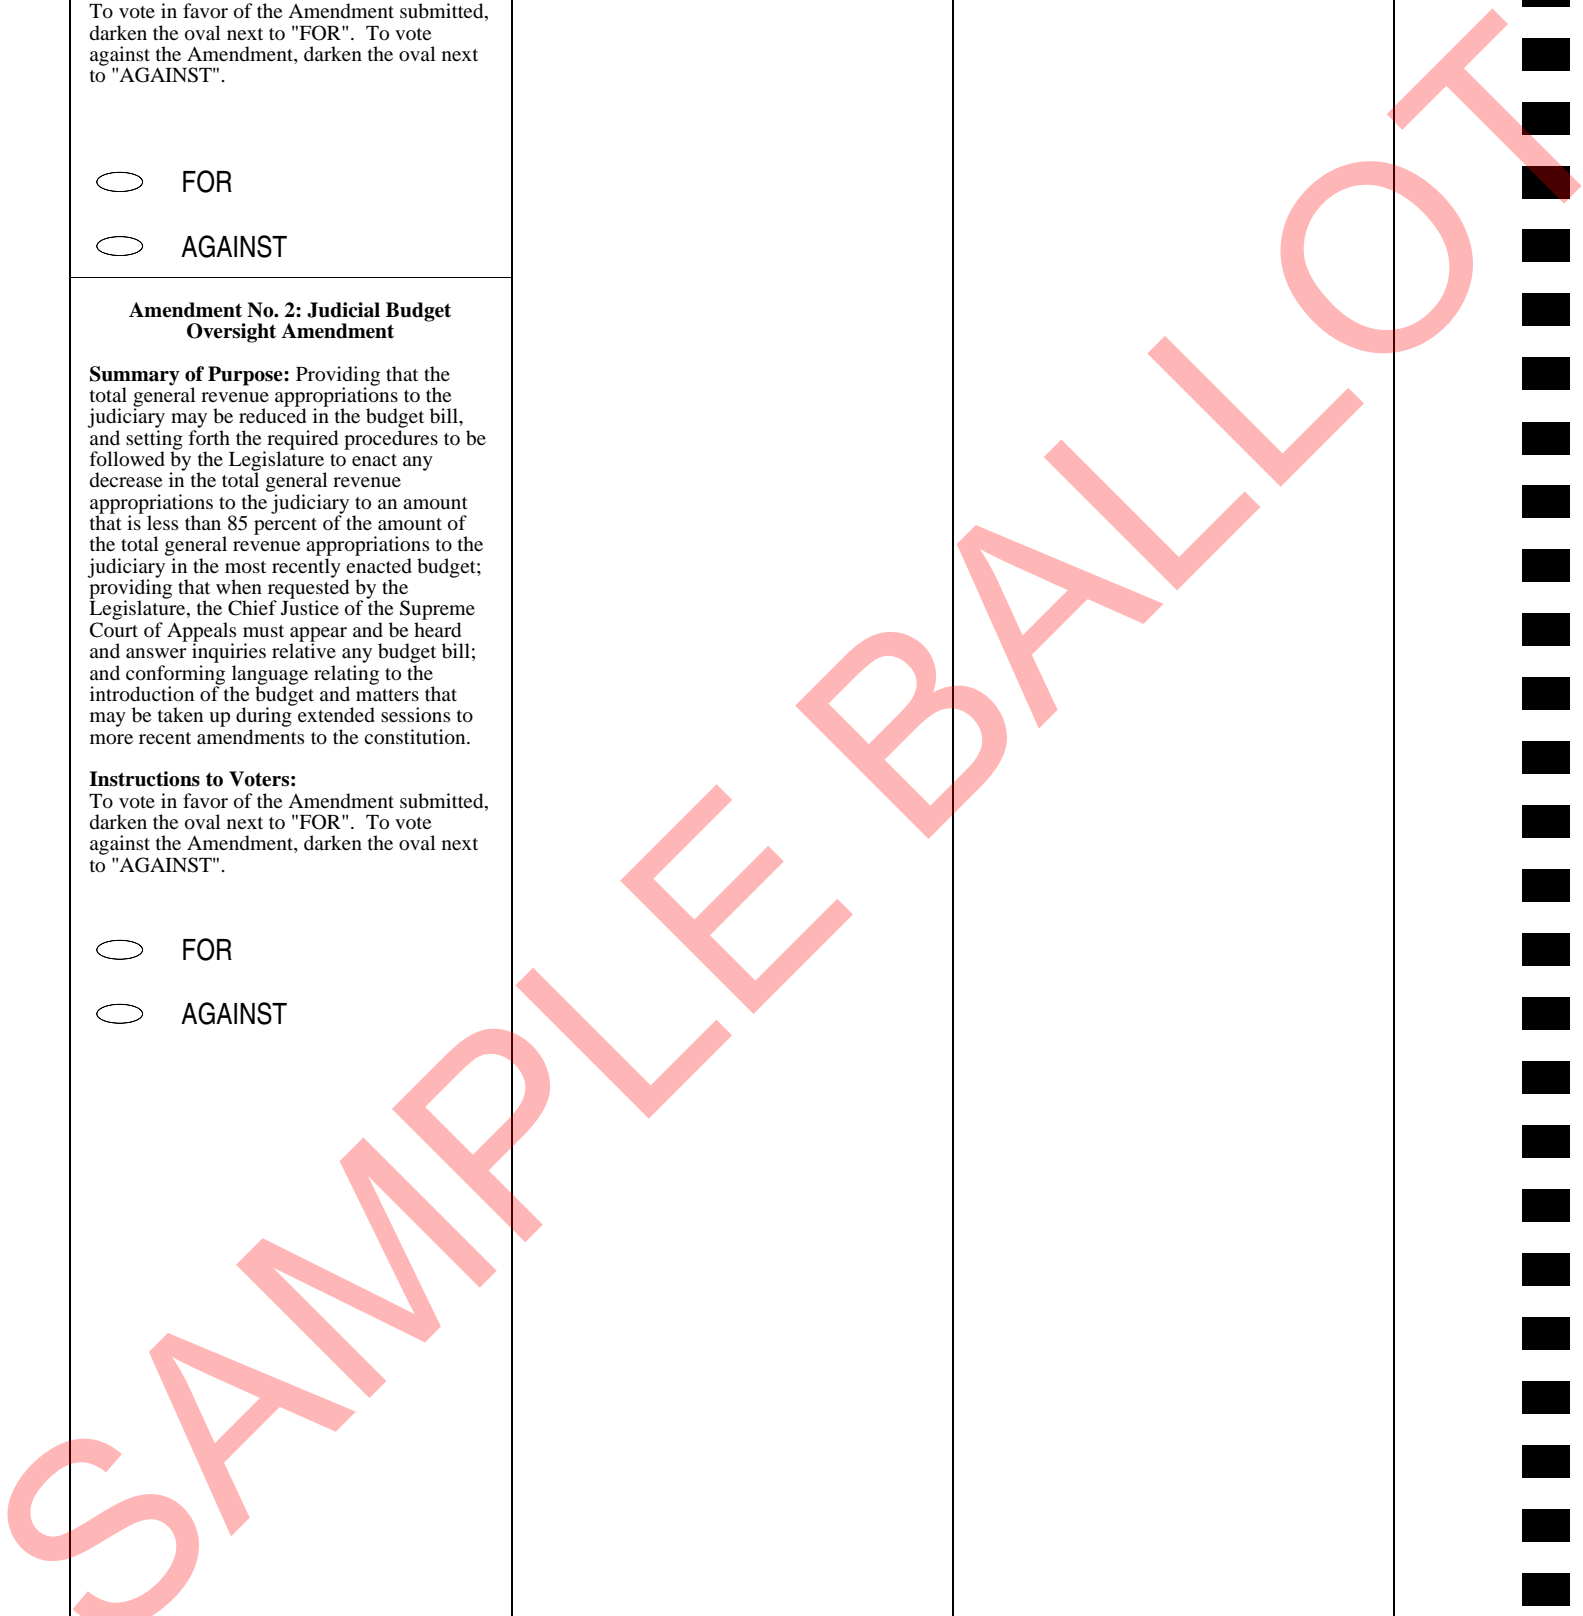 To vote in favor of the Amendment submitted,
darken the oval next to "FOR".  To vote
against the Amendment, darken the oval next
to "AGAINST".
FOR
AGAINST
Amendment No. 2: Judicial Budget
Oversight Amendment
Summary of Purpose: Providing that the
total general revenue appropriations to the
judiciary may be reduced in the budget bill,
and setting forth the required procedures to be
followed by the Legislature to enact any
decrease in the total general revenue
appropriations to the judiciary to an amount
that is less than 85 percent of the amount of
the total general revenue appropriations to the
judiciary in the most recently enacted budget;
providing that when requested by the
Legislature, the Chief Justice of the Supreme
Court of Appeals must appear and be heard
and answer inquiries relative any budget bill;
and conforming language relating to the
introduction of the budget and matters that
may be taken up during extended sessions to
more recent amendments to the constitution.
Instructions to Voters:
To vote in favor of the Amendment submitted,
darken the oval next to "FOR".  To vote
against the Amendment, darken the oval next
to "AGAINST".
FOR
AGAINST
SAMPLE BALLOT